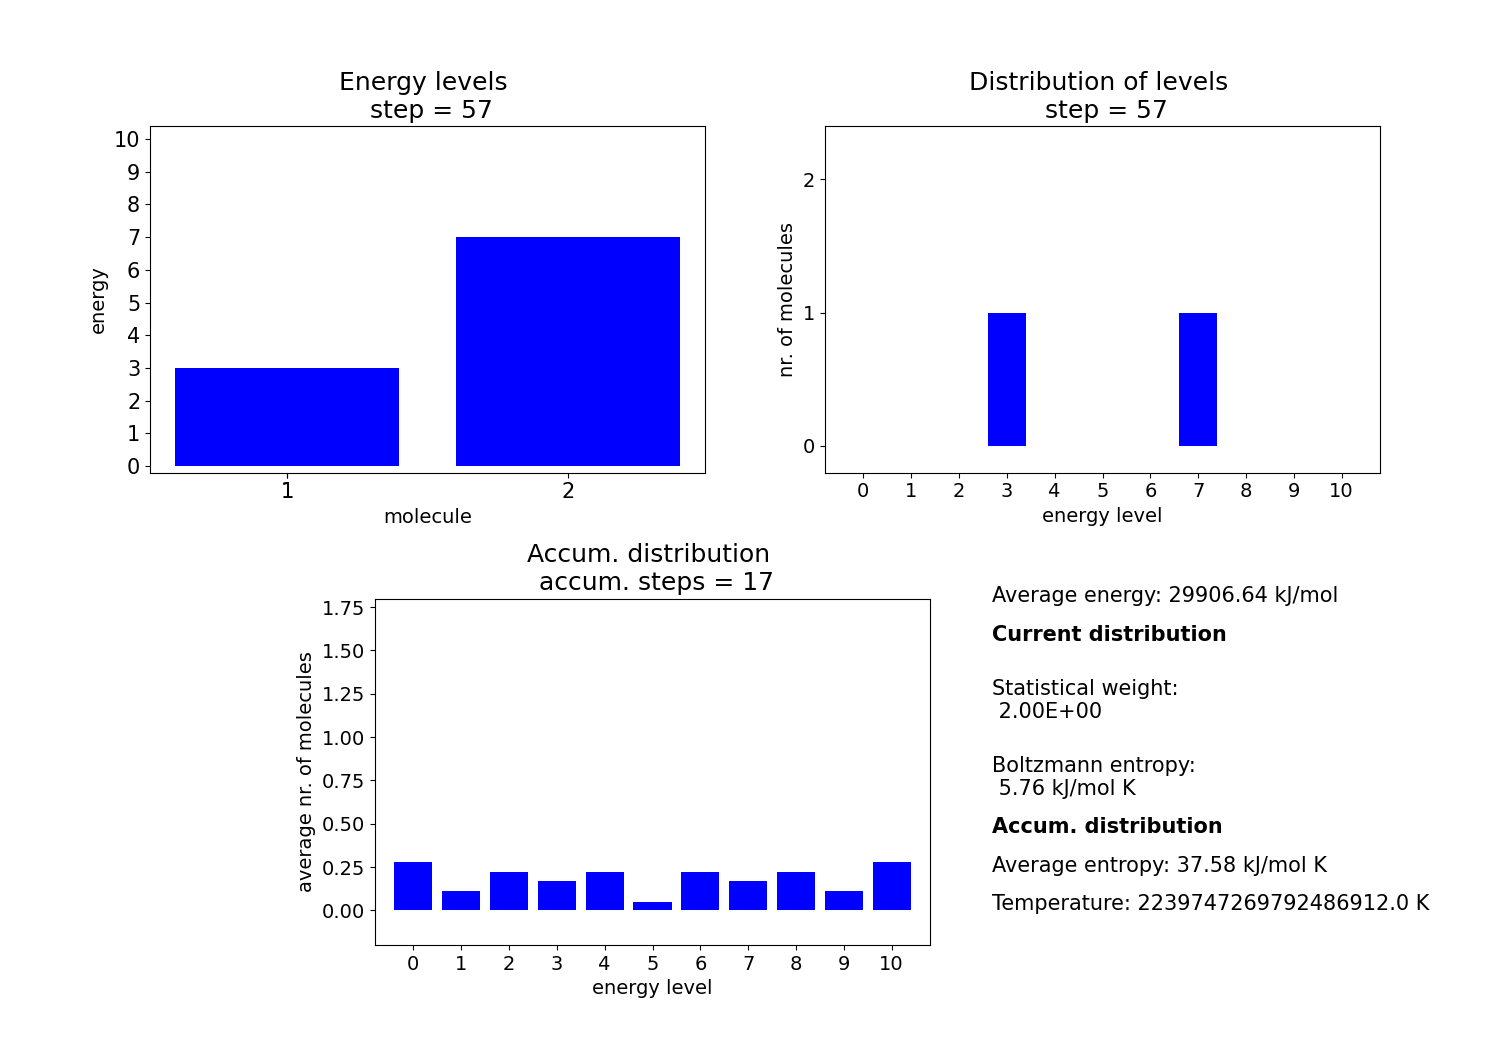 Energy levels
step = 57
10
9
8
7
6
5
4
3
2
1
0
energy
1 2
molecule
Distribution of levels
step = 57
2
1
0
nr. of molecules
0 1 2 3 4 5 6 7 8 9 10
energy level
Accum. distribution
accum. steps = 17
1.75
1.50
1.25
1.00
0.75
0.50
0.25
0.00
average nr. of molecules
0 1 2 3 4 5 6 7 8 9 10
energy level
Average energy: 29906.64 kJ/mol
Current distribution
Statistical weight:
2.00E+00
Boltzmann entropy:
5.76 kJ/mol K
Accum. distribution
Average entropy: 37.58 kJ/mol K
Temperature: 2239747269792486912.0 K